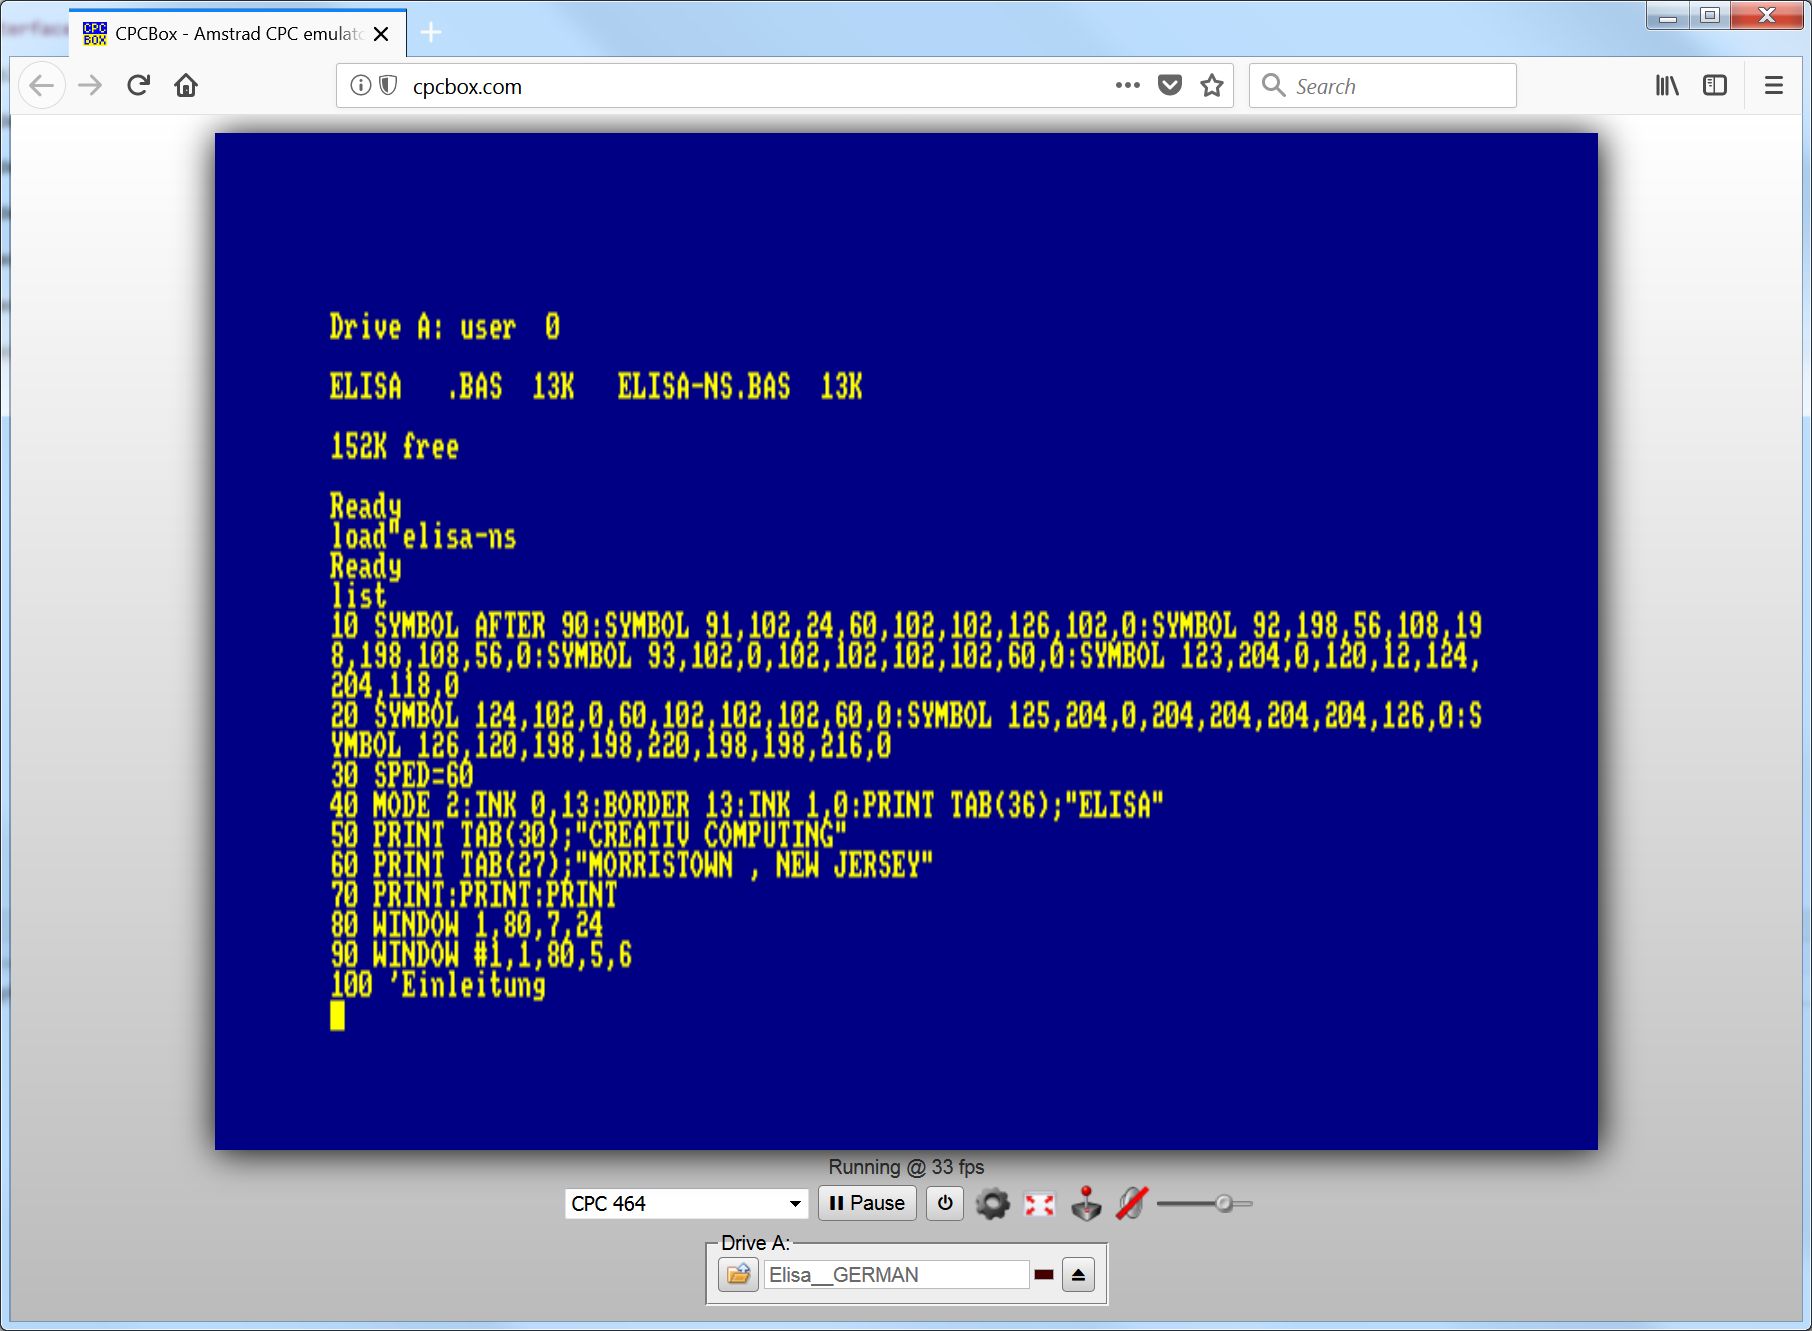 CPC BOX
CPCBox - Amstrad CPC emulato
cpcbox.com
Search
Drive A: user  0
ELISA   .BAS  13K   ELISA-NS.BAS  13K
152K free
Ready
load"elisa-ns
Ready
list
10 SYMBOL AFTER 90:SYMBOL 91,102,24,60,102,102,126,102,0:SYMBOL 92,198,56,108,19
8,198,108,56,0:SYMBOL 93,102,0,102,102,102,102,60,0:SYMBOL 123,204,0,120,12,124,
204,118,0
20 SYMBOL 124,102,0,60,102,102,102,60,0:SYMBOL 125,204,0,204,204,204,204,126,0:S
YMBOL 126,120,198,198,220,198,198,216,0
30 SPED=60
40 MODE 2:INK 0,13:BORDER 13:INK 1,0:PRINT TAB(36);"ELISA"
50 PRINT TAB(30);"CREATIV COMPUTING"
60 PRINT TAB(27);"MORRISTOWN , NEW JERSEY"
70 PRINT:PRINT:PRINT
80 WINDOW 1,80,7,24
90 WINDOW #1,1,80,5,6
100 'Einleitung
Running @ 33 fps
CPC 464
Pause
Drive A:
Elisa__GERMAN